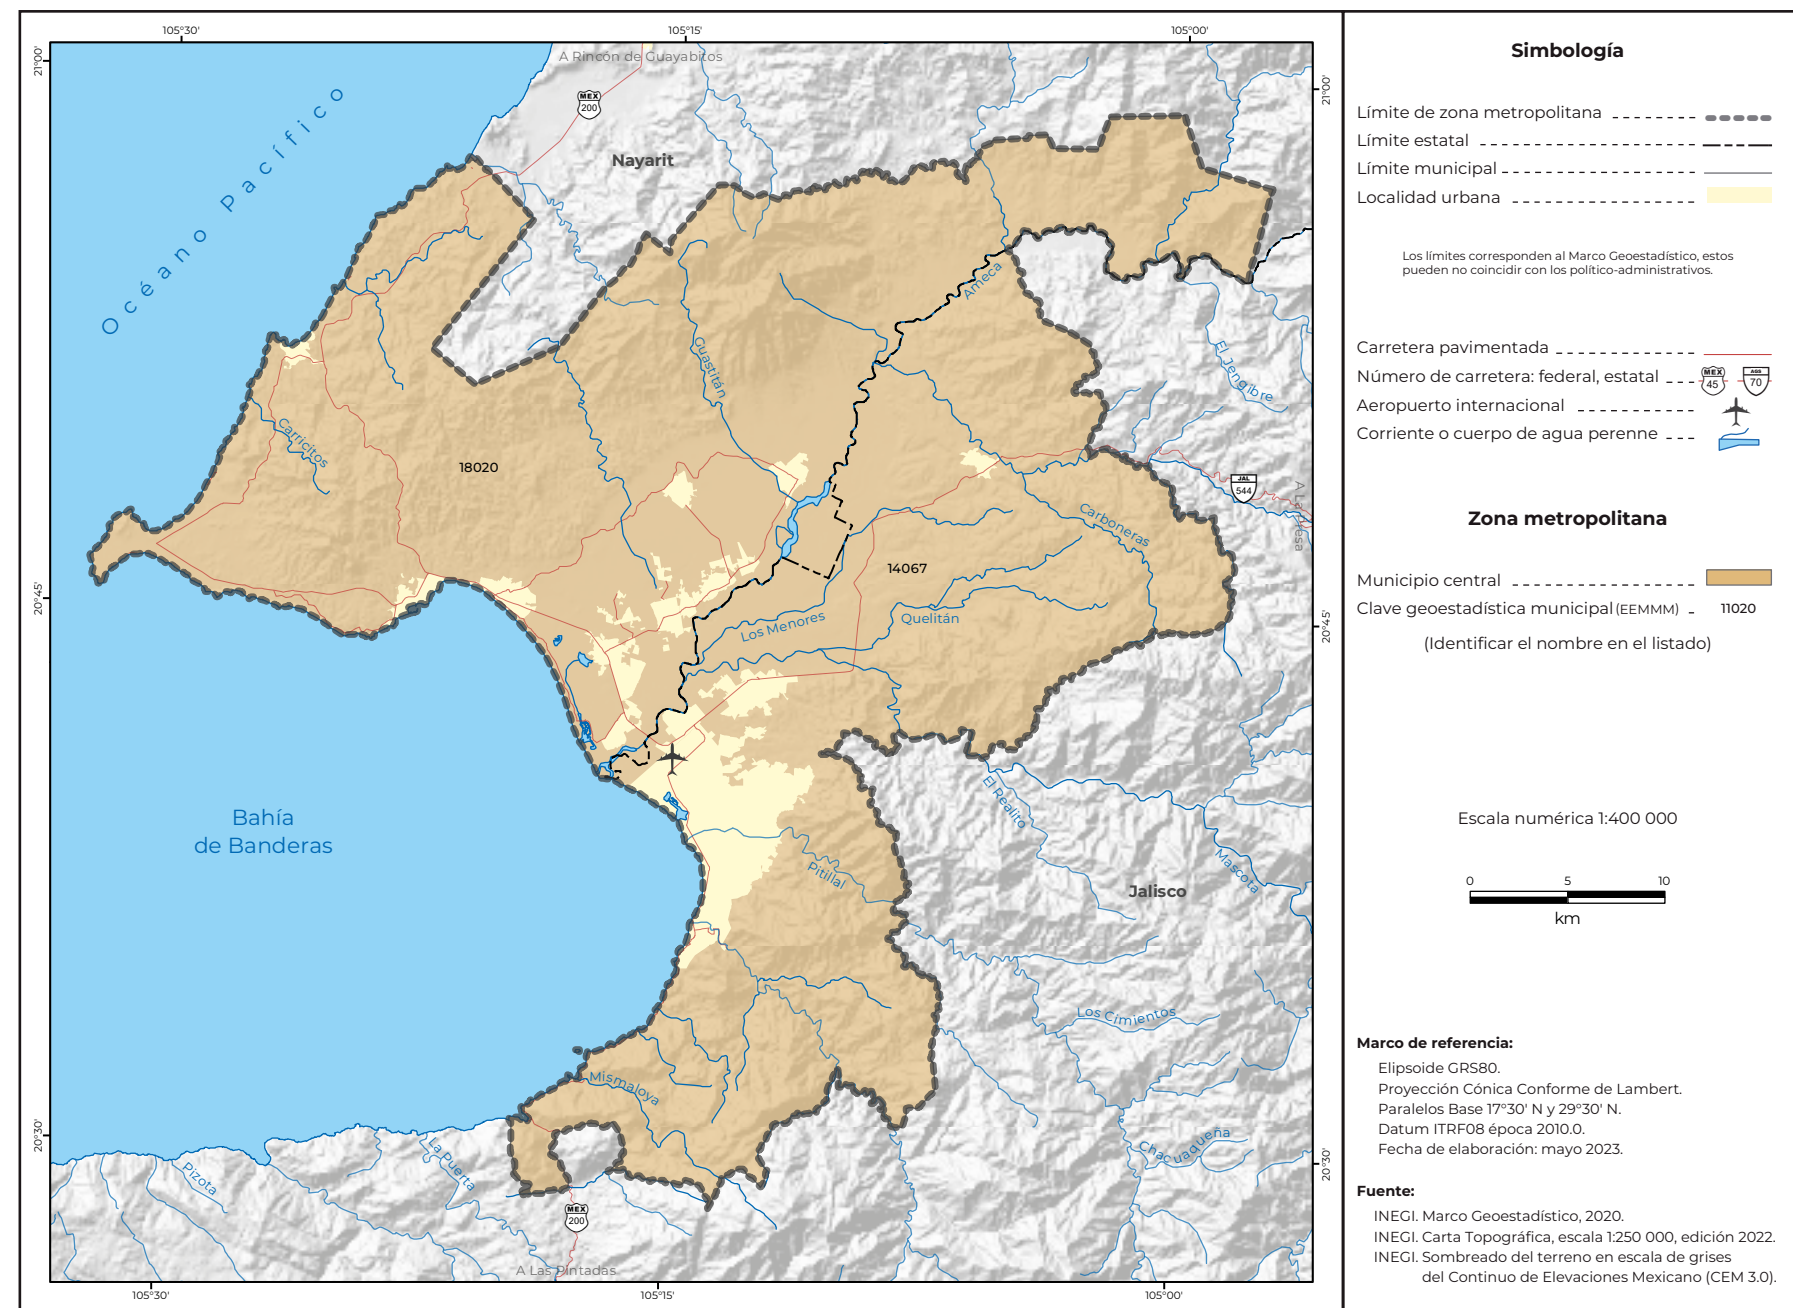 105°30'
105°15'
105°00'
21°00'
21°00'
A Rincón de Guayabitos
MEX
200
Océano Pacífico
Nayarit
Ameca
Guastitán
El Jengibre
Carricitos
18020
JAL
544
A La Presa
Carboneras
14067
20°45'
20°45'
Los Menores
Quelitán
Bahía
de Banderas
El Realito
Mascota
Pitillal
Jalisco
Los Cimientos
Mismaloya
20°30'
20°30'
La Puerta
Pizota
Chacuaqueña
MEX
200
A Las Pintadas
105°30'
105°15'
105°00'
Simbología
Límite de zona metropolitana
Límite estatal
Límite municipal
Localidad urbana
Los límites corresponden al Marco Geoestadístico, estos
pueden no coincidir con los político-administrativos.
Carretera pavimentada
Número de carretera: federal, estatal
MEX
45
AGS
70
Aeropuerto internacional
Corriente o cuerpo de agua perenne
Zona metropolitana
Municipio central
Clave geoestadística municipal (EEMMM)
11020
(Identificar el nombre en el listado)
Escala numérica 1:400 000
0 5 10
km
Marco de referencia:
Elipsoide GRS80.
Proyección Cónica Conforme de Lambert.
Paralelos Base 17°30' N y 29°30' N.
Datum ITRF08 época 2010.0.
Fecha de elaboración: mayo 2023.
Fuente:
INEGI. Marco Geoestadístico, 2020.
INEGI. Carta Topográfica, escala 1:250 000, edición 2022.
INEGI. Sombreado del terreno en escala de grises
del Continuo de Elevaciones Mexicano (CEM 3.0).